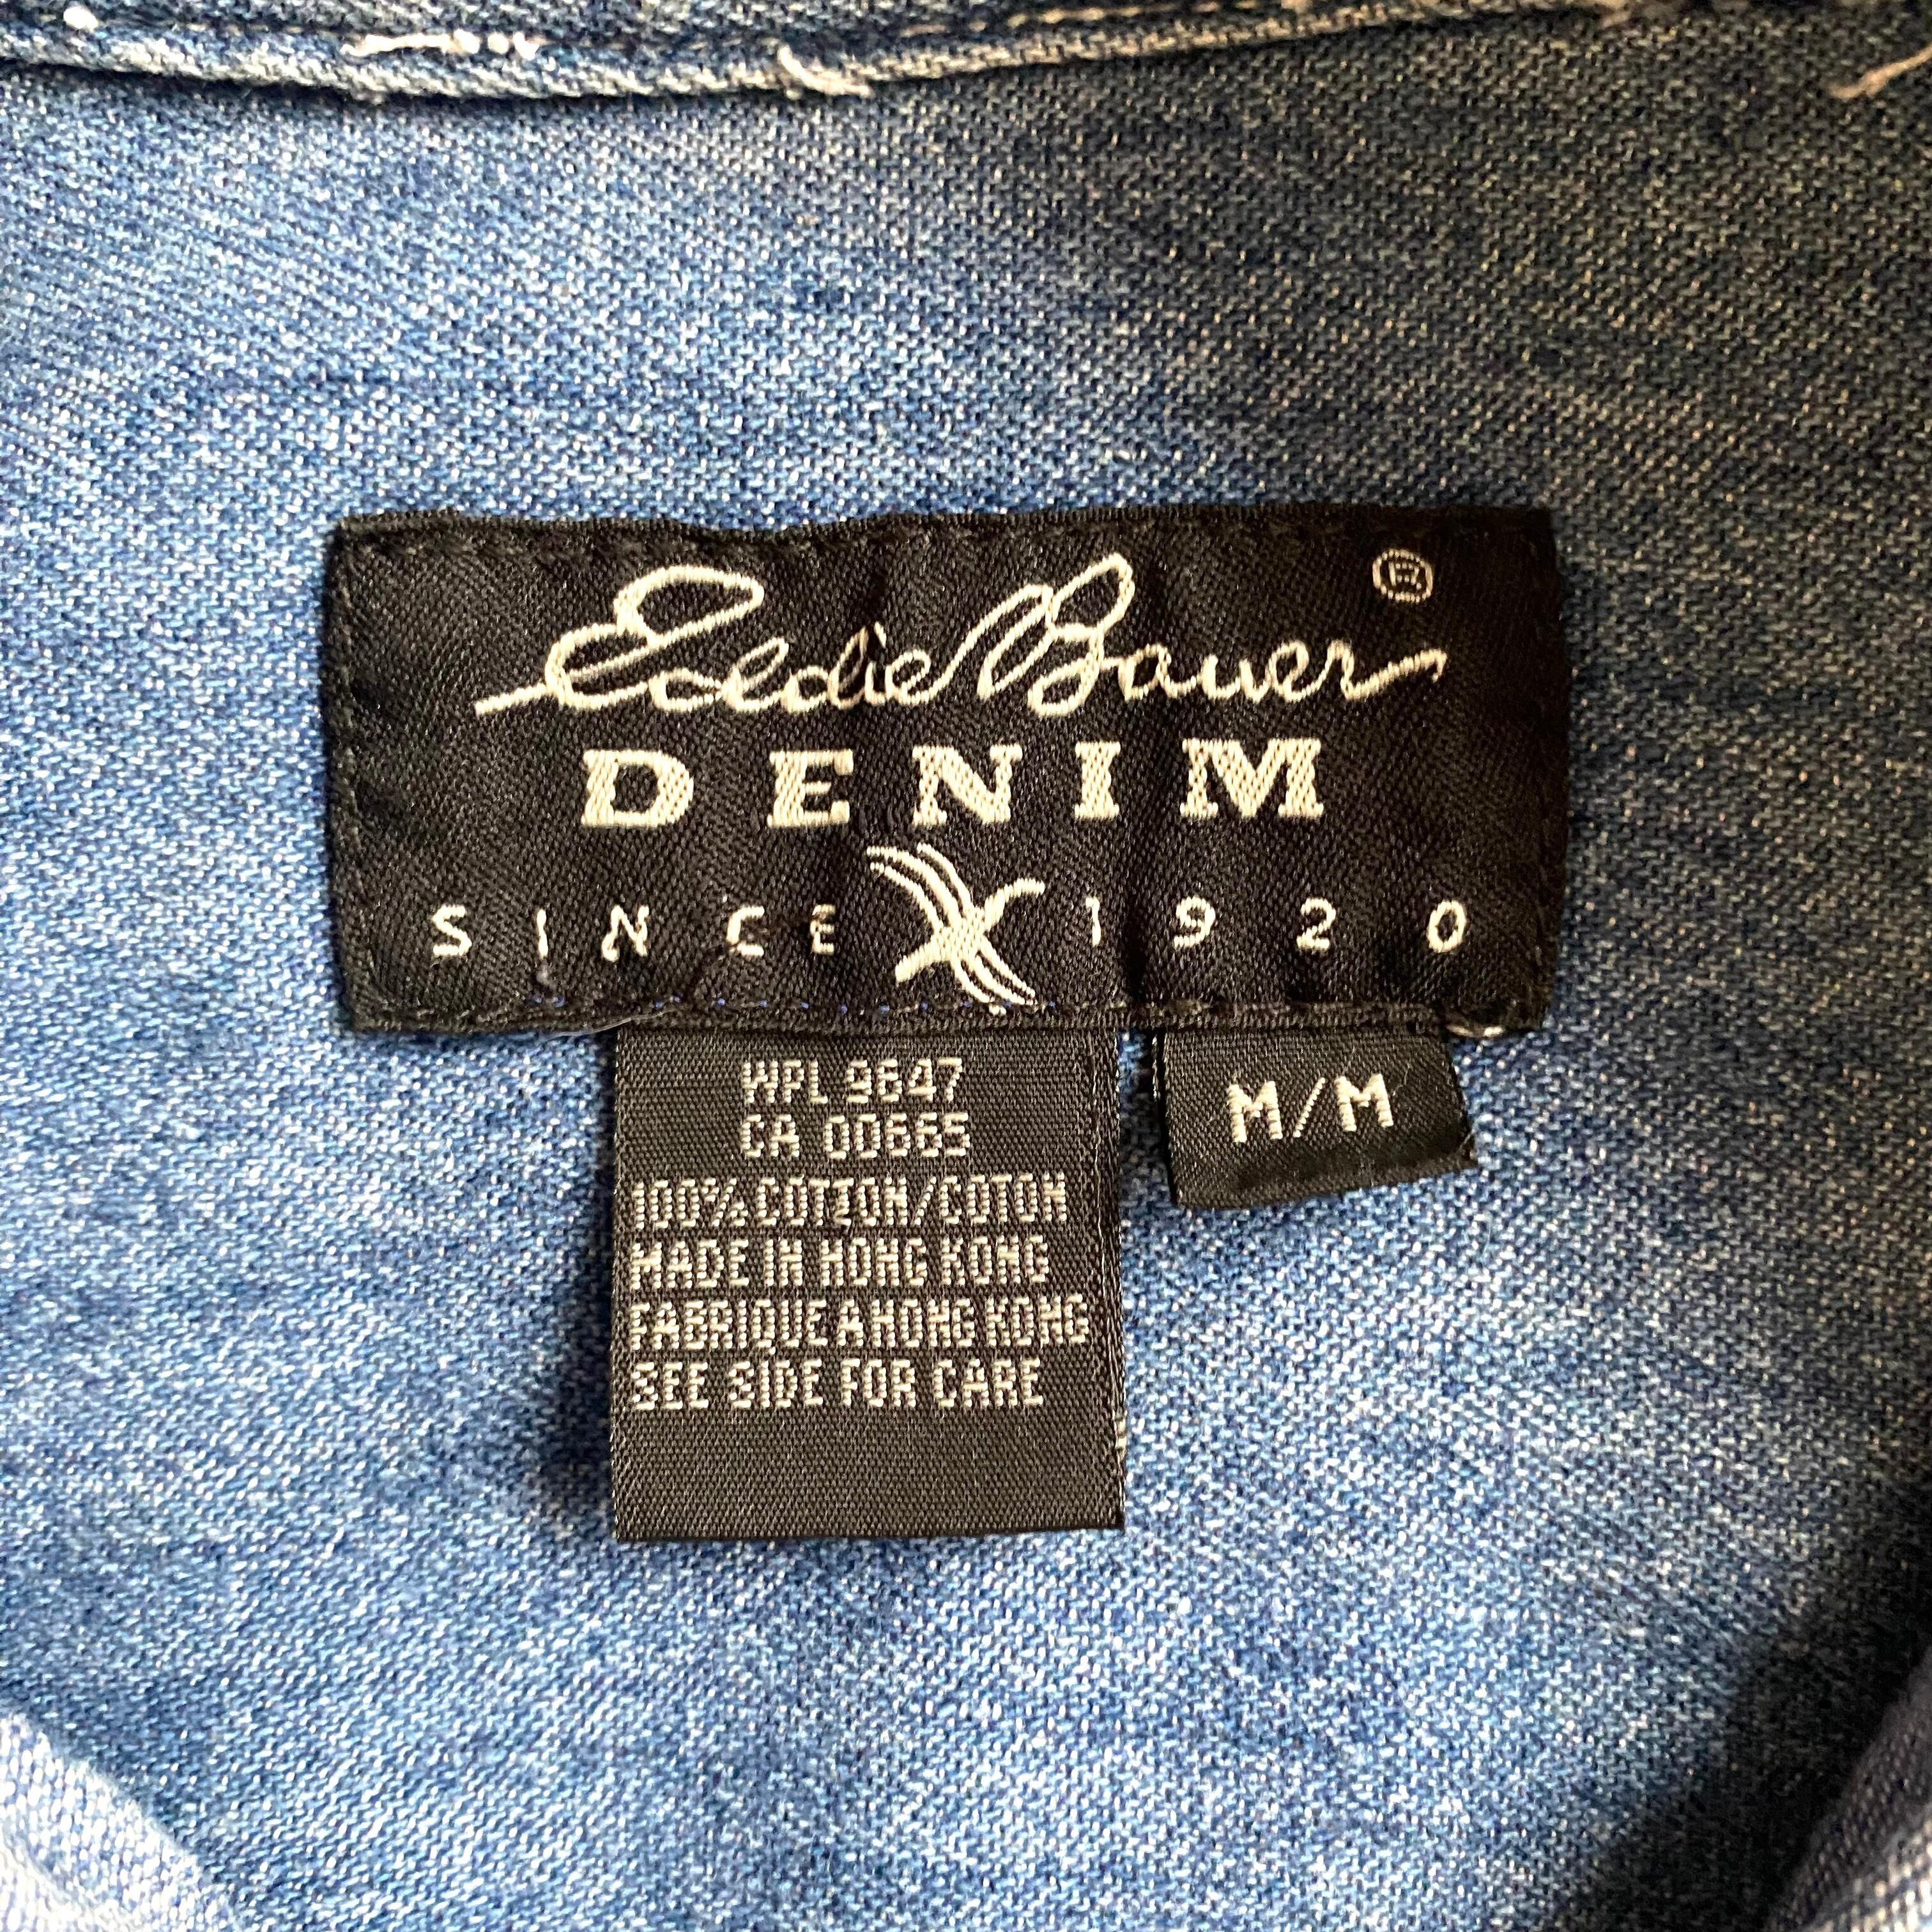 Eddie Bauer ®
DENIM
SINCE 1920
WPL 9647
CA 00665
100% COTTON/COTON
MADE IN HONG KONG
FABRIQUE A HONG KONG
SEE SIDE FOR CARE
M/M